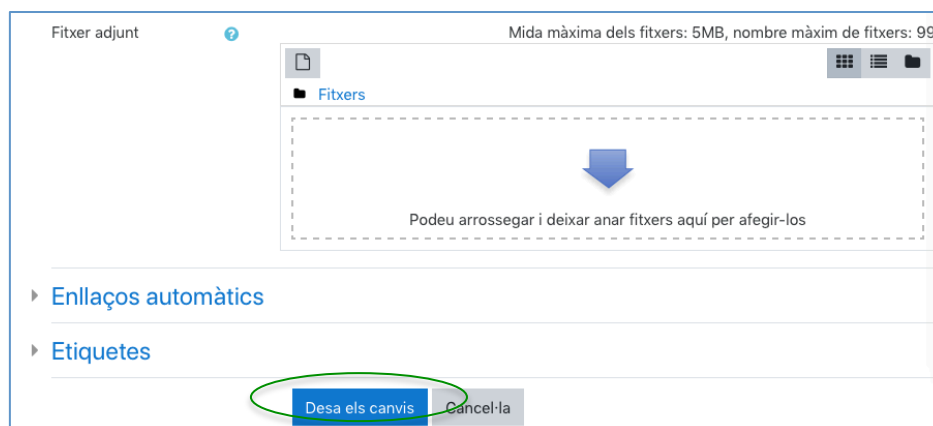 Fitxer adjunt
Mida màxima dels fitxers: 5MB, nombre màxim de fitxers: 99
Fitxers
Podeu arrossegar i deixar anar fitxers aquí per afegir-los
Enllaços automàtics
Etiquetes
Desa els canvis
Cancel·la